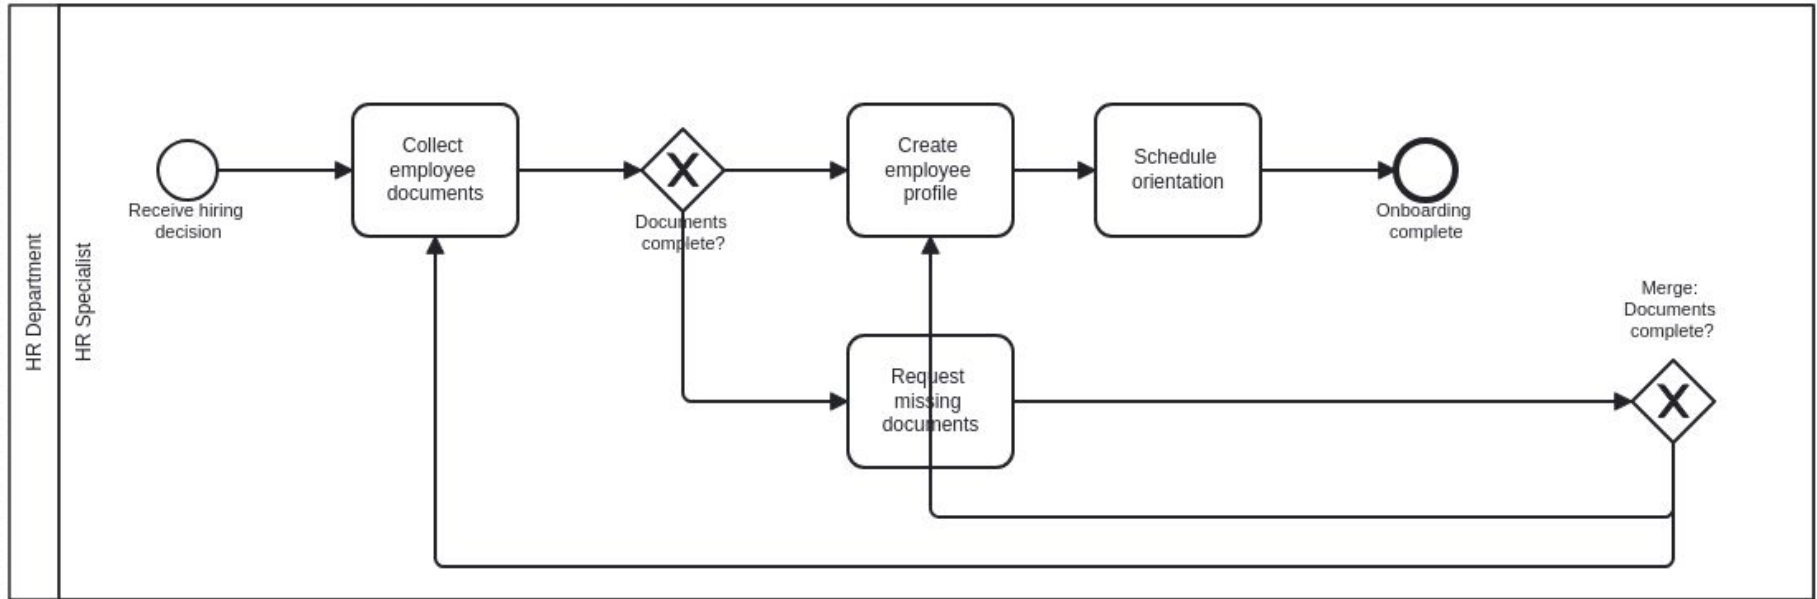 HR Department
HR Specialist
Receive hiring
decision
Collect
employee
documents
X
Documents
complete?
Create
employee
profile
Schedule
orientation
Onboarding
complete
Request
missing
documents
Merge:
Documents
complete?
X